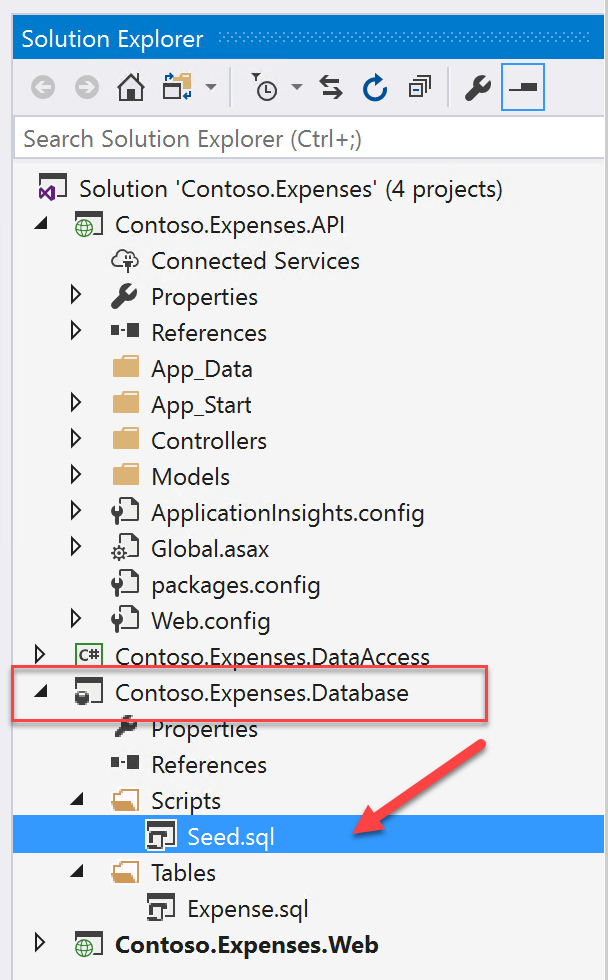 Solution Explorer
Search Solution Explorer (Ctrl+;)
Solution 'Contoso.Expenses' (4 projects)
Contoso.Expenses.API
Connected Services
Properties
References
App_Data
App_Start
Controllers
Models
ApplicationInsights.config
Global.asax
packages.config
Web.config
C# Contoso.Expenses.DataAccess
Contoso.Expenses.Database
Properties
References
Scripts
Seed.sql
Tables
Expense.sql
Contoso.Expenses.Web